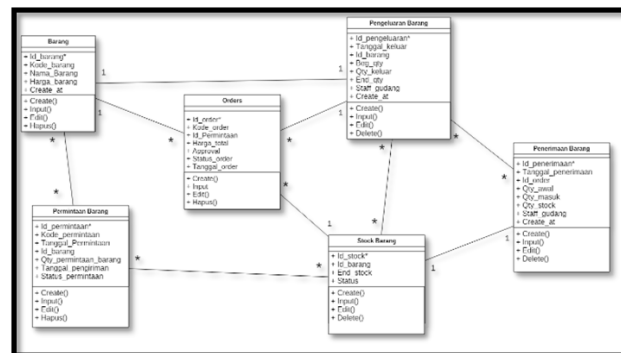 Barang
+ Id_barang*
+ Kode_barang
+ Nama_Barang
+ Harga_barang
+ Create_at
+ Create()
+ Input()
+ Edit()
+ Hapus()
Pengeluaran Barang
+ Id_pengeluaran*
+ Tanggal_keluar
+ Id_barang
+ Beg_qty
+ Qty_keluar
+ End_qty
+ Staff_gudang
+ Create_at
+ Create()
+ Input()
+ Edit()
+ Delete()
Orders
+ Id_order*
+ Kode_order
+ Id_Permintaan
+ Harga_total
+ Approval
+ Status_order
+ Tanggal_order
+ Create()
+ Input
+ Edit()
+ Hapus()
Penerimaan Barang
+ Id_penerimaan*
+ Tanggal_penerimaan
+ Id_order
+ Qty_awal
+ Qty_masuk
+ Qty_stock
+ Staff_gudang
+ Create_at
+ Create()
+ Input()
+ Edit()
+ Delete()
Permintaan Barang
+ Id_permintaan*
+ Kode_permintaan
+ Tanggal_Permintaan
+ Id_barang
+ Qty_permintaan_barang
+ Tanggal_pengiriman
+ Status_permintaan
+ Create()
+ Input()
+ Edit()
+ Hapus()
Stock Barang
+ Id_stock*
+ Id_barang
+ End_stock
+ Status
+ Create()
+ Input()
+ Edit()
+ Delete()
1
1
1
*
*
1
*
*
*
*
*
*
1
*
*
1
1